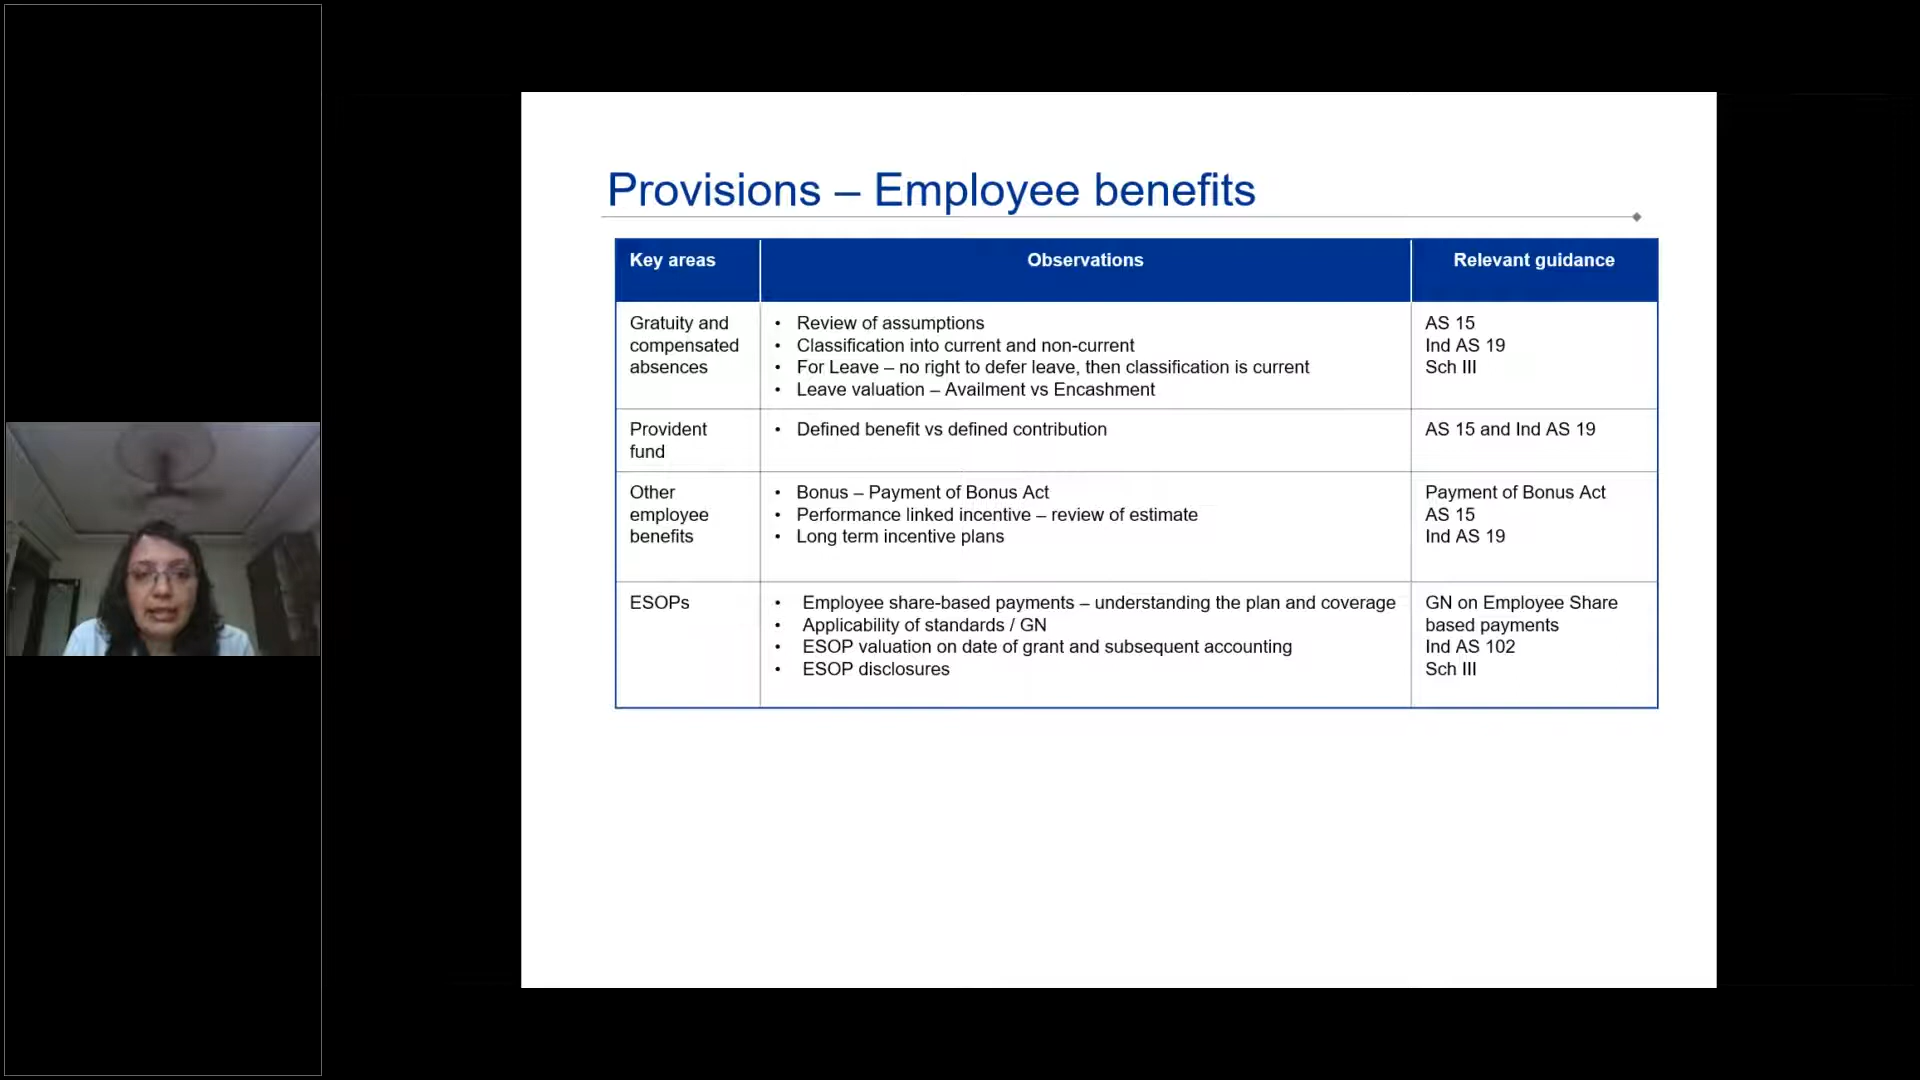 Provisions – Employee benefits
Key areas
Observations
Relevant guidance
Gratuity and
compensated
absences
• Review of assumptions
• Classification into current and non-current
• For Leave – no right to defer leave, then classification is current
• Leave valuation – Availment vs Encashment
AS 15
Ind AS 19
Sch III
Provident
fund
• Defined benefit vs defined contribution
AS 15 and Ind AS 19
Other
employee
benefits
• Bonus – Payment of Bonus Act
• Performance linked incentive – review of estimate
• Long term incentive plans
Payment of Bonus Act
AS 15
Ind AS 19
ESOPs
• Employee share-based payments – understanding the plan and coverage
• Applicability of standards / GN
• ESOP valuation on date of grant and subsequent accounting
• ESOP disclosures
GN on Employee Share
based payments
Ind AS 102
Sch III